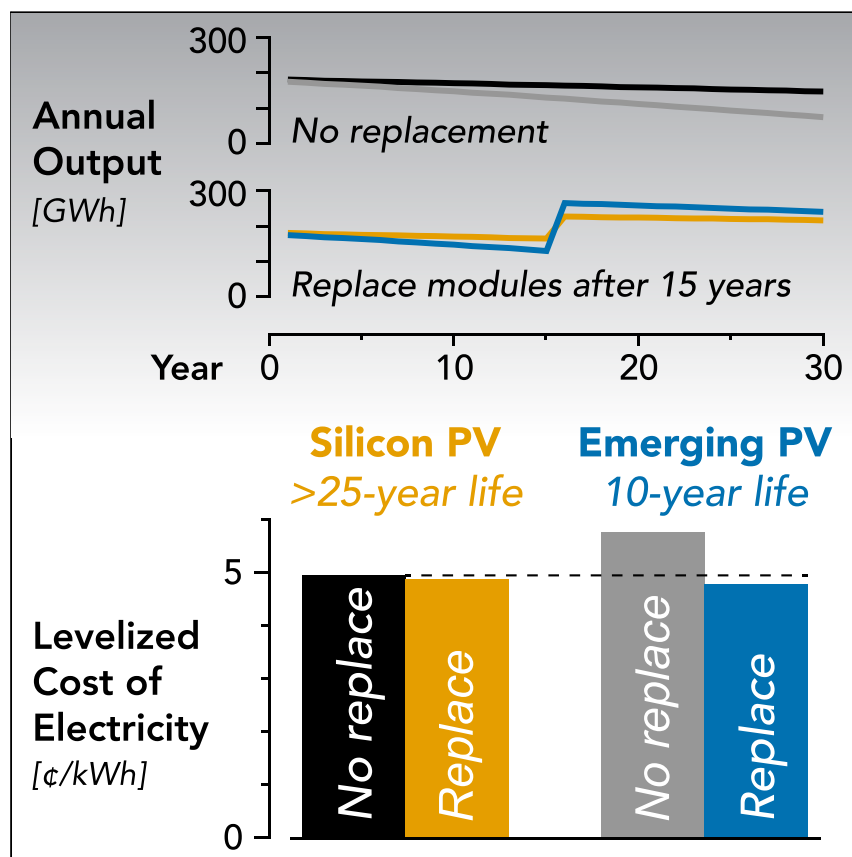 300
0
Annual
Output
[GWh]
No replacement
300
0
Replace modules after 15 years
Year
0
10
20
30
Silicon PV
>25-year life
Emerging PV
10-year life
5
0
Levelized
Cost of
Electricity
[¢/kWh]
No replace
Replace
No replace
Replace